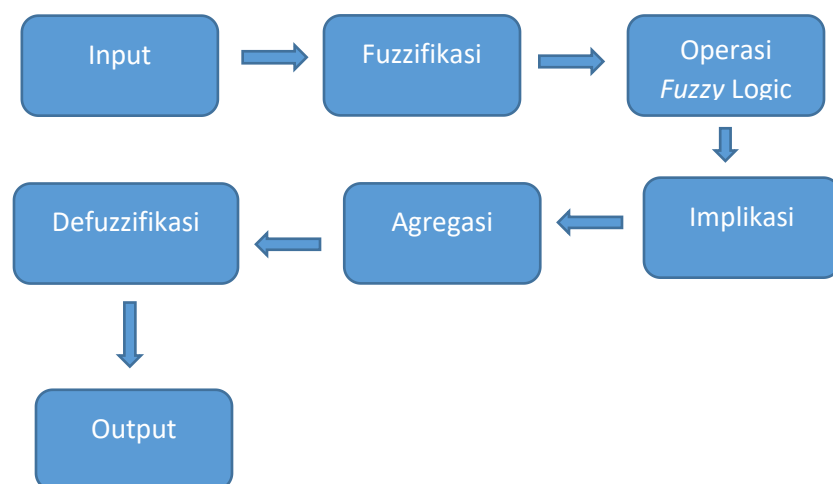 Input
Fuzzifikasi
Operasi
Fuzzy Logic
Implikasi
Agregasi
Defuzzifikasi
Output